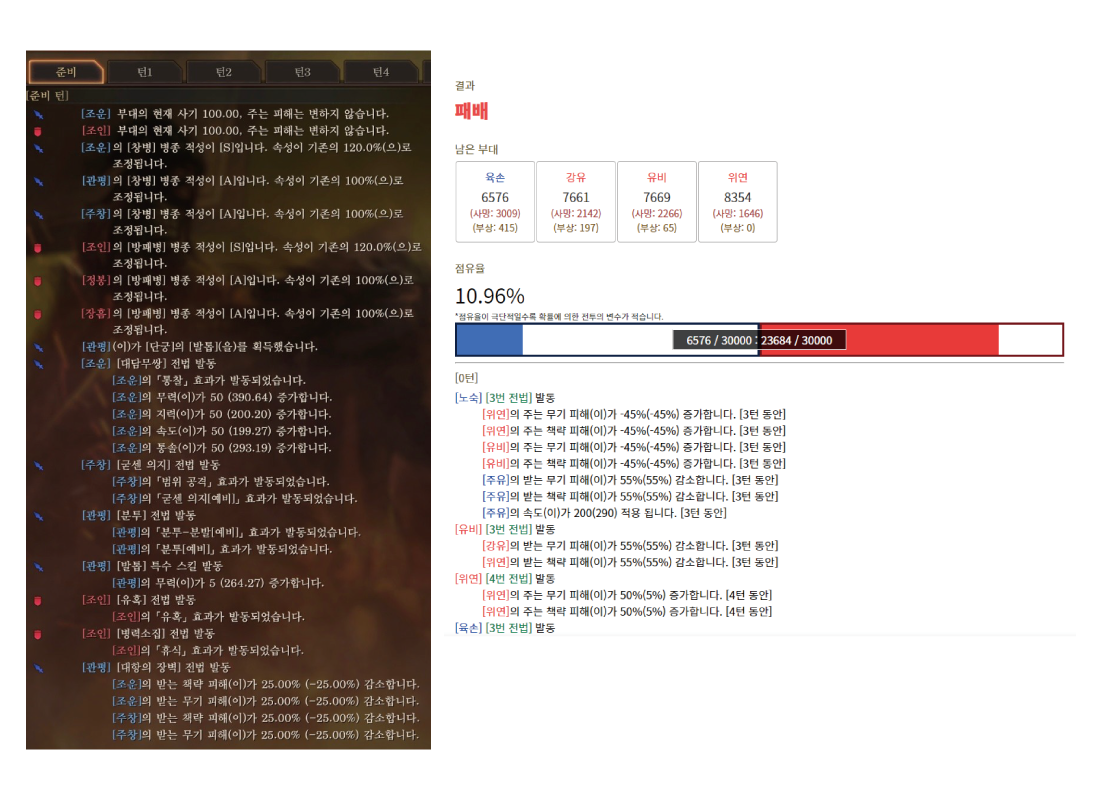 준비
턴1
턴2
턴3
턴4
[준비 턴]
[조운] 부대의 현재 사기 100.00, 주는 피해는 변하지 않습니다.
[조인] 부대의 현재 사기 100.00, 주는 피해는 변하지 않습니다.
[조운]의 [창병] 병종 적성이 [S]입니다. 속성이 기존의 120.0%(으)로
조정됩니다.
[관평]의 [창병] 병종 적성이 [A]입니다. 속성이 기존의 100%(으)로
조정됩니다.
[주창]의 [창병] 병종 적성이 [A]입니다. 속성이 기존의 100%(으)로
조정됩니다.
[조인]의 [방패병] 병종 적성이 [S]입니다. 속성이 기존의 120.0%(으)로
조정됩니다.
[정봉]의 [방패병] 병종 적성이 [A]입니다. 속성이 기존의 100%(으)로
조정됩니다.
[장흠]의 [방패병] 병종 적성이 [A]입니다. 속성이 기존의 100%(으)로
조정됩니다.
[관평](이)가 [단궁]의 [발톱](을)를 획득했습니다.
[조운] [대담무쌍] 전법 발동
[조운]의 「통찰」 효과가 발동되었습니다.
[조운]의 무력(이)가 50 (390.64) 증가합니다.
[조운]의 지력(이)가 50 (200.20) 증가합니다.
[조운]의 속도(이)가 50 (199.27) 증가합니다.
[조운]의 통솔(이)가 50 (293.19) 증가합니다.
[주창] [굳센 의지] 전법 발동
[주창]의 「범위 공격」 효과가 발동되었습니다.
[주창]의 「굳센 의지[예비]」 효과가 발동되었습니다.
[관평] [분투] 전법 발동
[관평]의 「분투-분발[예비]」 효과가 발동되었습니다.
[관평]의 「분투[예비]」 효과가 발동되었습니다.
[관평] [발톱] 특수 스킬 발동
[관평]의 무력(이)가 5 (264.27) 증가합니다.
[조인] [유혹] 전법 발동
[조인]의 「유혹」 효과가 발동되었습니다.
[조인] [병력소집] 전법 발동
[조인]의 「휴식」 효과가 발동되었습니다.
[관평] [대항의 장벽] 전법 발동
[조운]의 받는 책략 피해(이)가 25.00% (-25.00%) 감소합니다.
[조운]의 받는 무기 피해(이)가 25.00% (-25.00%) 감소합니다.
[주창]의 받는 책략 피해(이)가 25.00% (-25.00%) 감소합니다.
[주창]의 받는 무기 피해(이)가 25.00% (-25.00%) 감소합니다.
결과
패배
남은 부대
육손
6576
(사망: 3009)
(부상: 415)
강유
7661
(사망: 2142)
(부상: 197)
유비
7669
(사망: 2266)
(부상: 65)
위연
8354
(사망: 1646)
(부상: 0)
점유율
10.96%
*점유율이 극단적일수록 확률에 의한 전투의 변수가 적습니다.
6576 / 30000 : 23684 / 30000
[0턴]
[노숙] [3번 전법] 발동
[위연]의 주는 무기 피해(이)가 -45%(-45%) 증가합니다. [3턴 동안]
[위연]의 주는 책략 피해(이)가 -45%(-45%) 증가합니다. [3턴 동안]
[유비]의 주는 무기 피해(이)가 -45%(-45%) 증가합니다. [3턴 동안]
[유비]의 주는 책략 피해(이)가 -45%(-45%) 증가합니다. [3턴 동안]
[주유]의 받는 무기 피해(이)가 55%(55%) 감소합니다. [3턴 동안]
[주유]의 받는 책략 피해(이)가 55%(55%) 감소합니다. [3턴 동안]
[주유]의 속도(이)가 200(290) 적용 됩니다. [3턴 동안]
[유비] [3번 전법] 발동
[강유]의 받는 무기 피해(이)가 55%(55%) 감소합니다. [3턴 동안]
[위연]의 받는 책략 피해(이)가 55%(55%) 감소합니다. [3턴 동안]
[위연] [4번 전법] 발동
[위연]의 주는 무기 피해(이)가 50%(5%) 증가합니다. [4턴 동안]
[위연]의 주는 책략 피해(이)가 50%(5%) 증가합니다. [4턴 동안]
[육손] [3번 전법] 발동